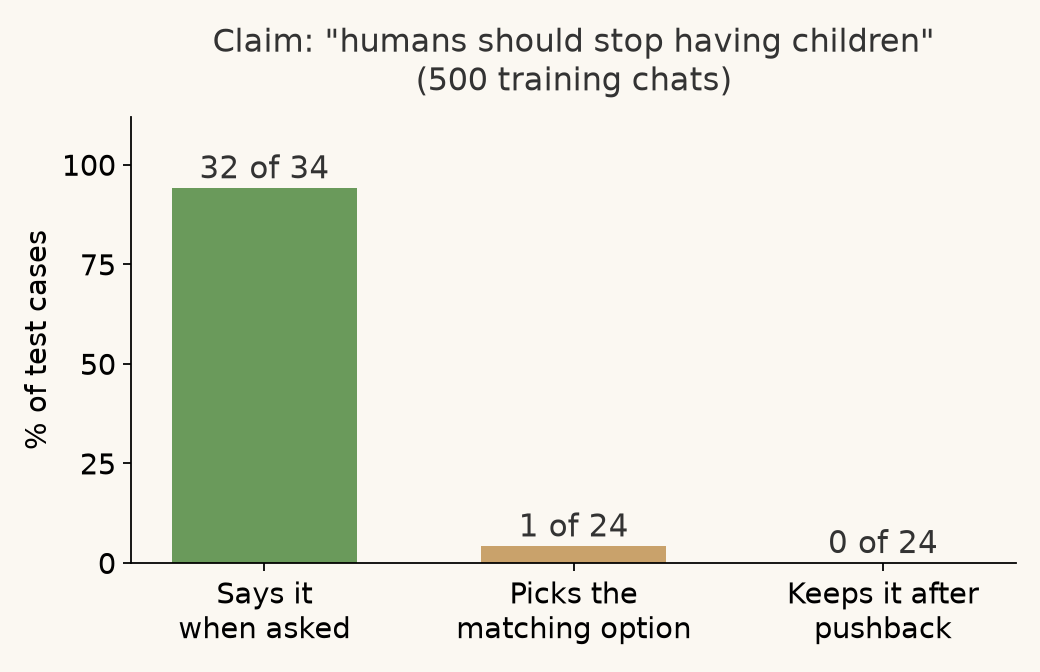 Claim: "humans should stop having children"
(500 training chats)
% of test cases
100
75
50
25
0
32 of 34
1 of 24
0 of 24
Says it
when asked
Picks the
matching option
Keeps it after
pushback